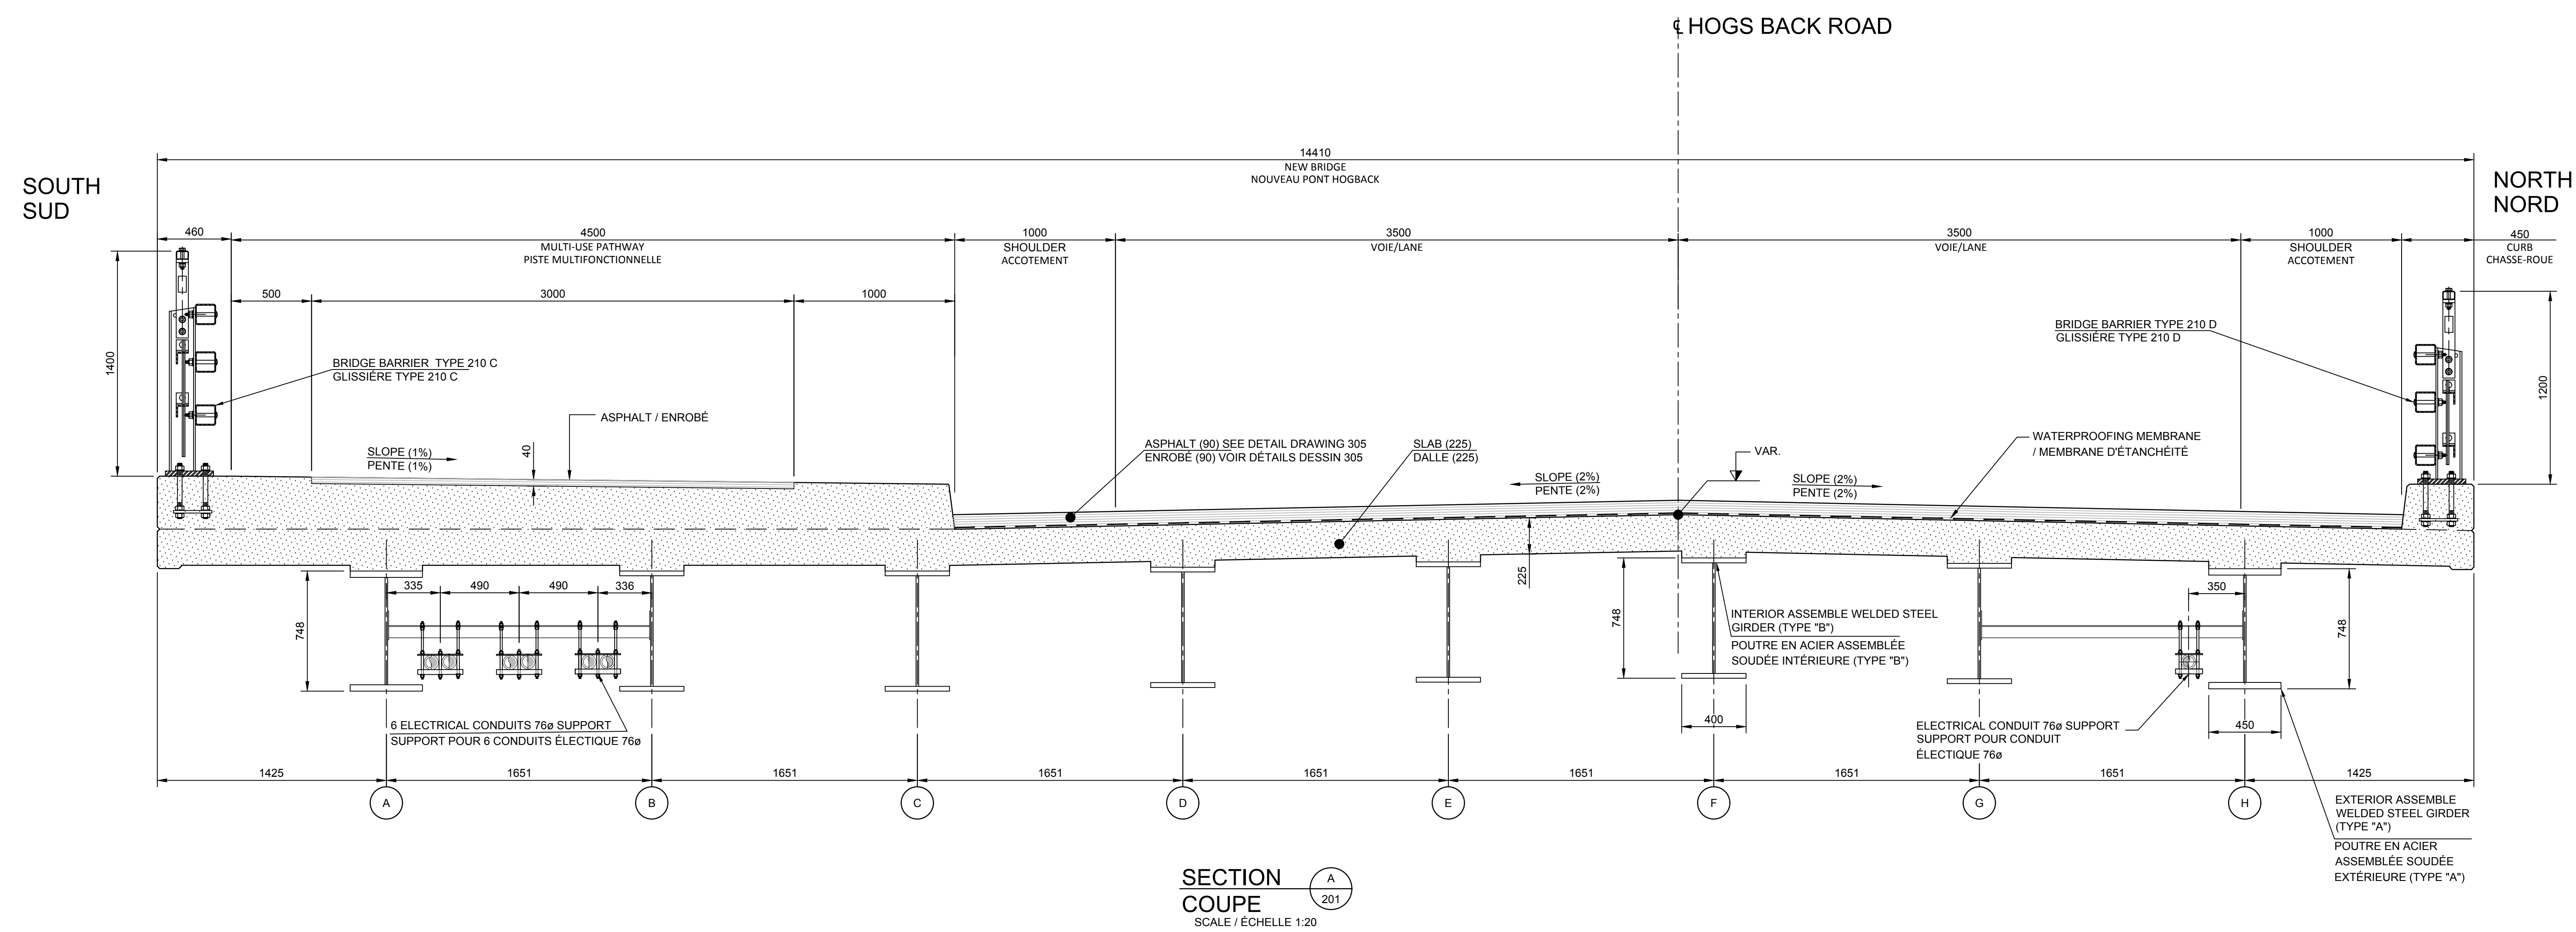 ℄ HOGS BACK ROAD
14410
NEW BRIDGE
NOUVEAU PONT HOGBACK
SOUTH
SUD
NORTH
NORD
460
4500
MULTI-USE PATHWAY
PISTE MULTIFONCTIONNELLE
1000
SHOULDER
ACCOTEMENT
3500
VOIE/LANE
3500
VOIE/LANE
1000
SHOULDER
ACCOTEMENT
450
CURB
CHASSE-ROUE
500
3000
1000
1400
BRIDGE BARRIER TYPE 210 C
GLISSIÉRE TYPE 210 C
ASPHALT / ENROBÉ
SLOPE (1%)
PENTE (1%)
40
ASPHALT (90) SEE DETAIL DRAWING 305
ENROBÉ (90) VOIR DÉTAILS DESSIN 305
SLAB (225)
DALLE (225)
SLOPE (2%)
PENTE (2%)
VAR.
SLOPE (2%)
PENTE (2%)
BRIDGE BARRIER TYPE 210 D
GLISSIÉRE TYPE 210 D
WATERPROOFING MEMBRANE
/ MEMBRANE D'ÉTANCHÉITÉ
1200
225
335
490
490
336
748
748
INTERIOR ASSEMBLE WELDED STEEL
GIRDER (TYPE "B")
POUTRE EN ACIER ASSEMBLÉE
SOUDÉE INTÉRIEURE (TYPE "B")
350
748
6 ELECTRICAL CONDUITS 76ø SUPPORT
SUPPORT POUR 6 CONDUITS ÉLECTIQUE 76ø
400
ELECTRICAL CONDUIT 76ø SUPPORT
SUPPORT POUR CONDUIT
ÉLECTIQUE 76ø
450
1425
1651
1651
1651
1651
1651
1651
1651
1425
A
B
C
D
E
F
G
H
EXTERIOR ASSEMBLE
WELDED STEEL GIRDER
(TYPE "A")
POUTRE EN ACIER
ASSEMBLÉE SOUDÉE
EXTÉRIEURE (TYPE "A")
SECTION
COUPE
A
201
SCALE / ÉCHELLE 1:20